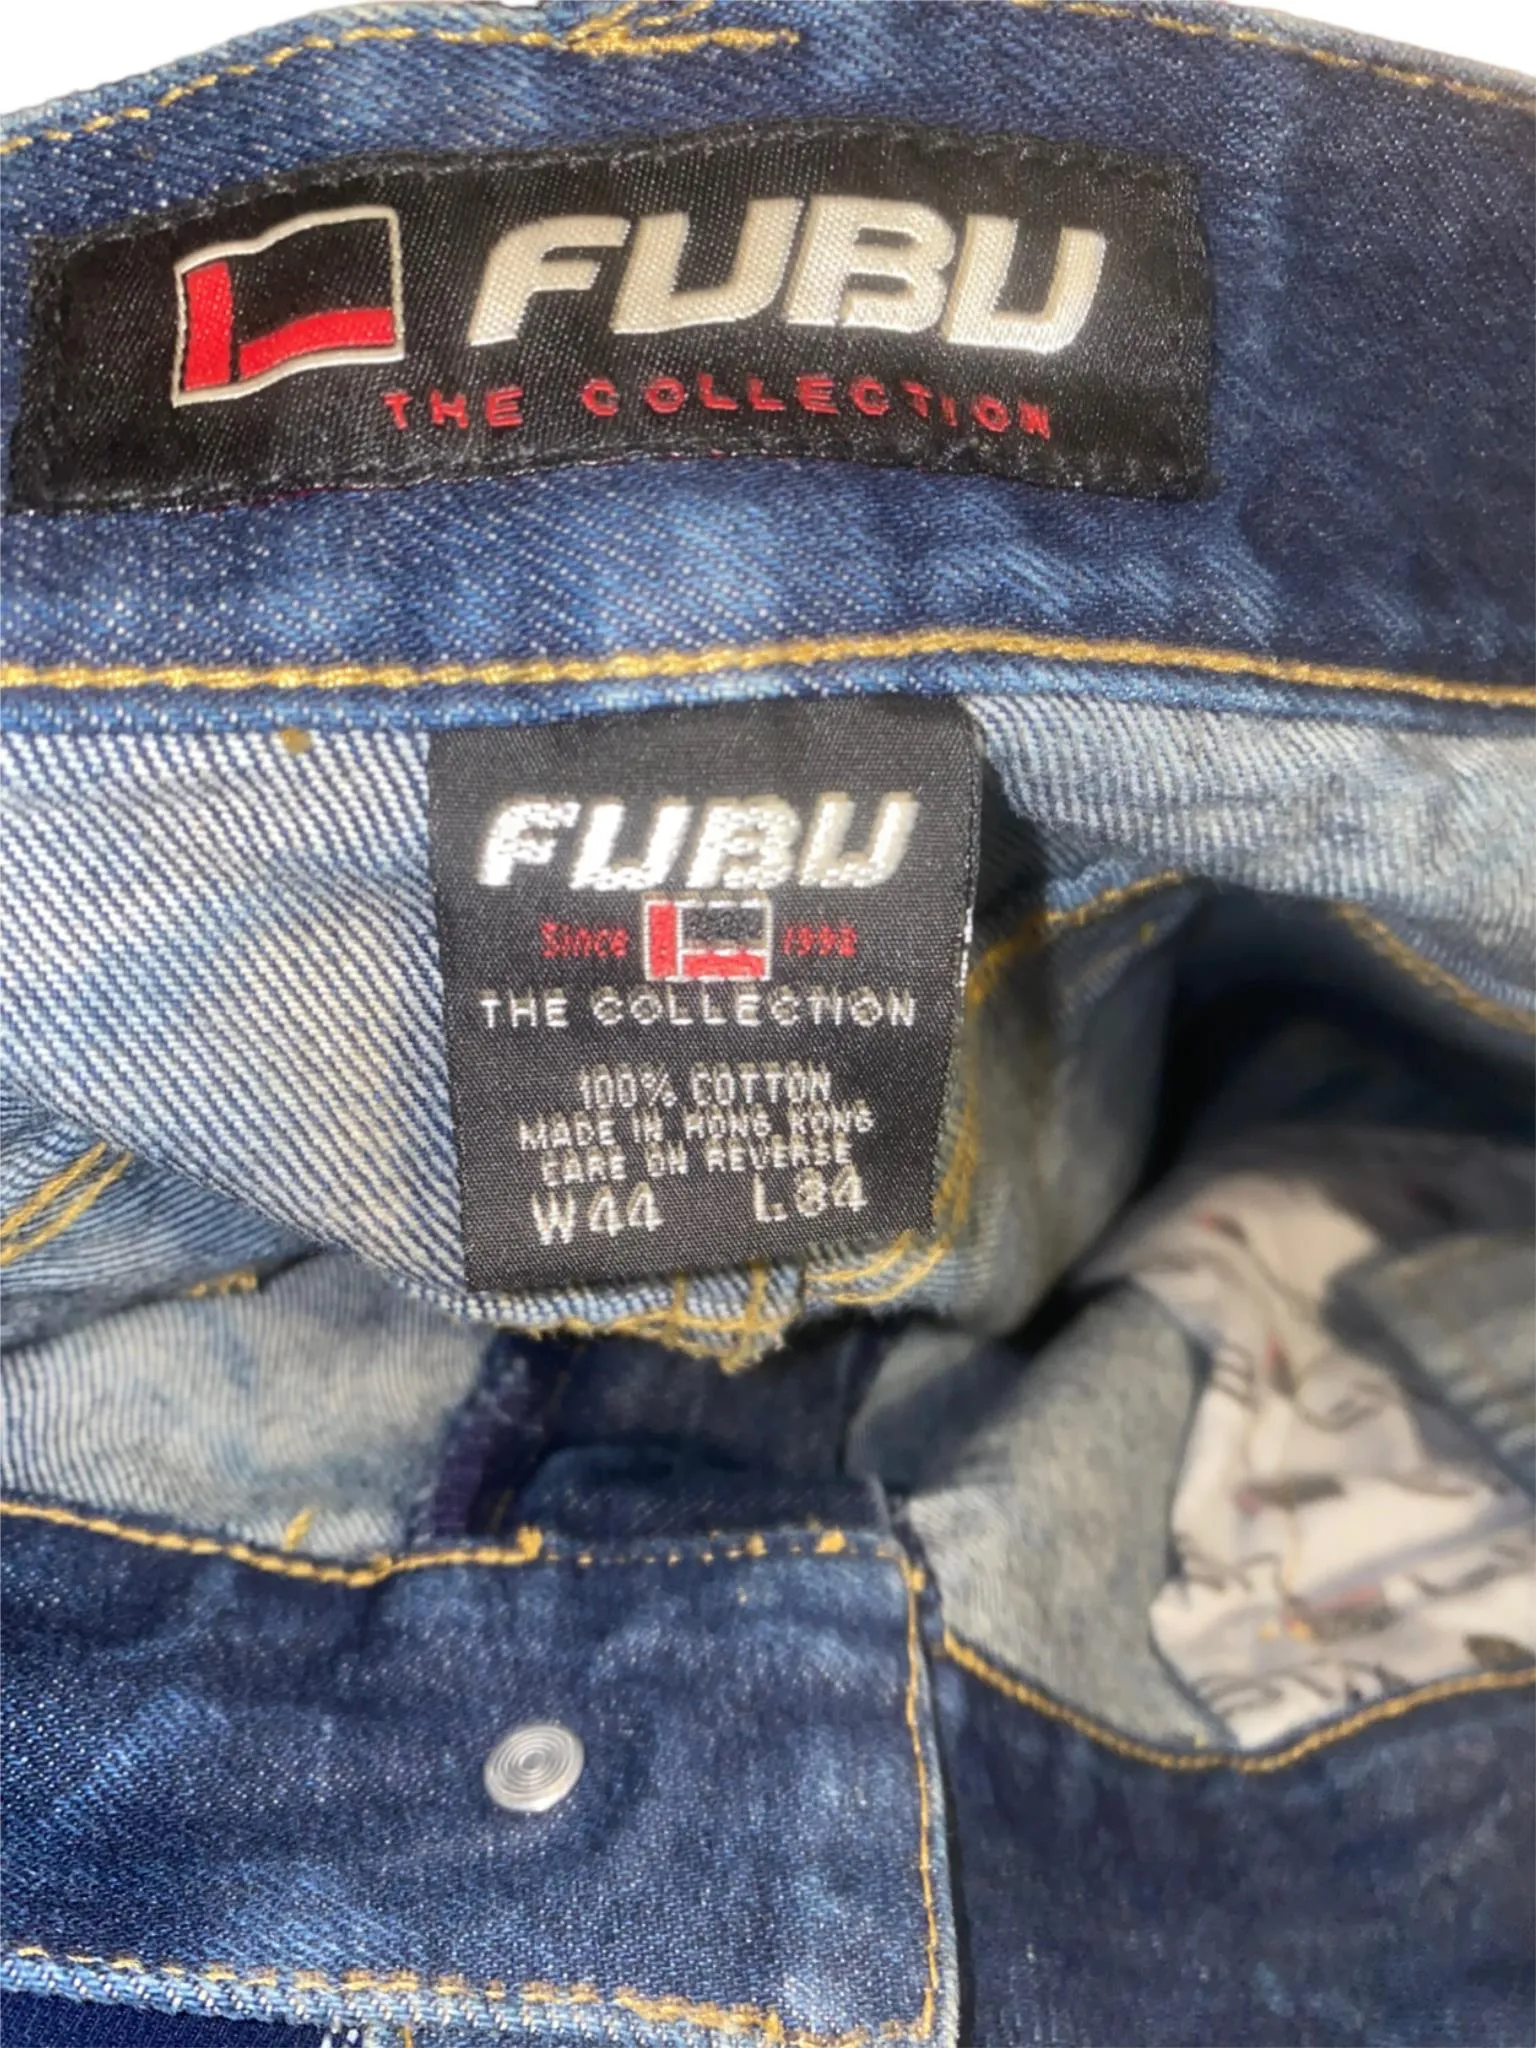 FUBU
THE COLLECTION
FUBU
Since 1992
THE COLLECTION
100% COTTON
MADE IN HONG KONG
CARE ON REVERSE
W44 L34